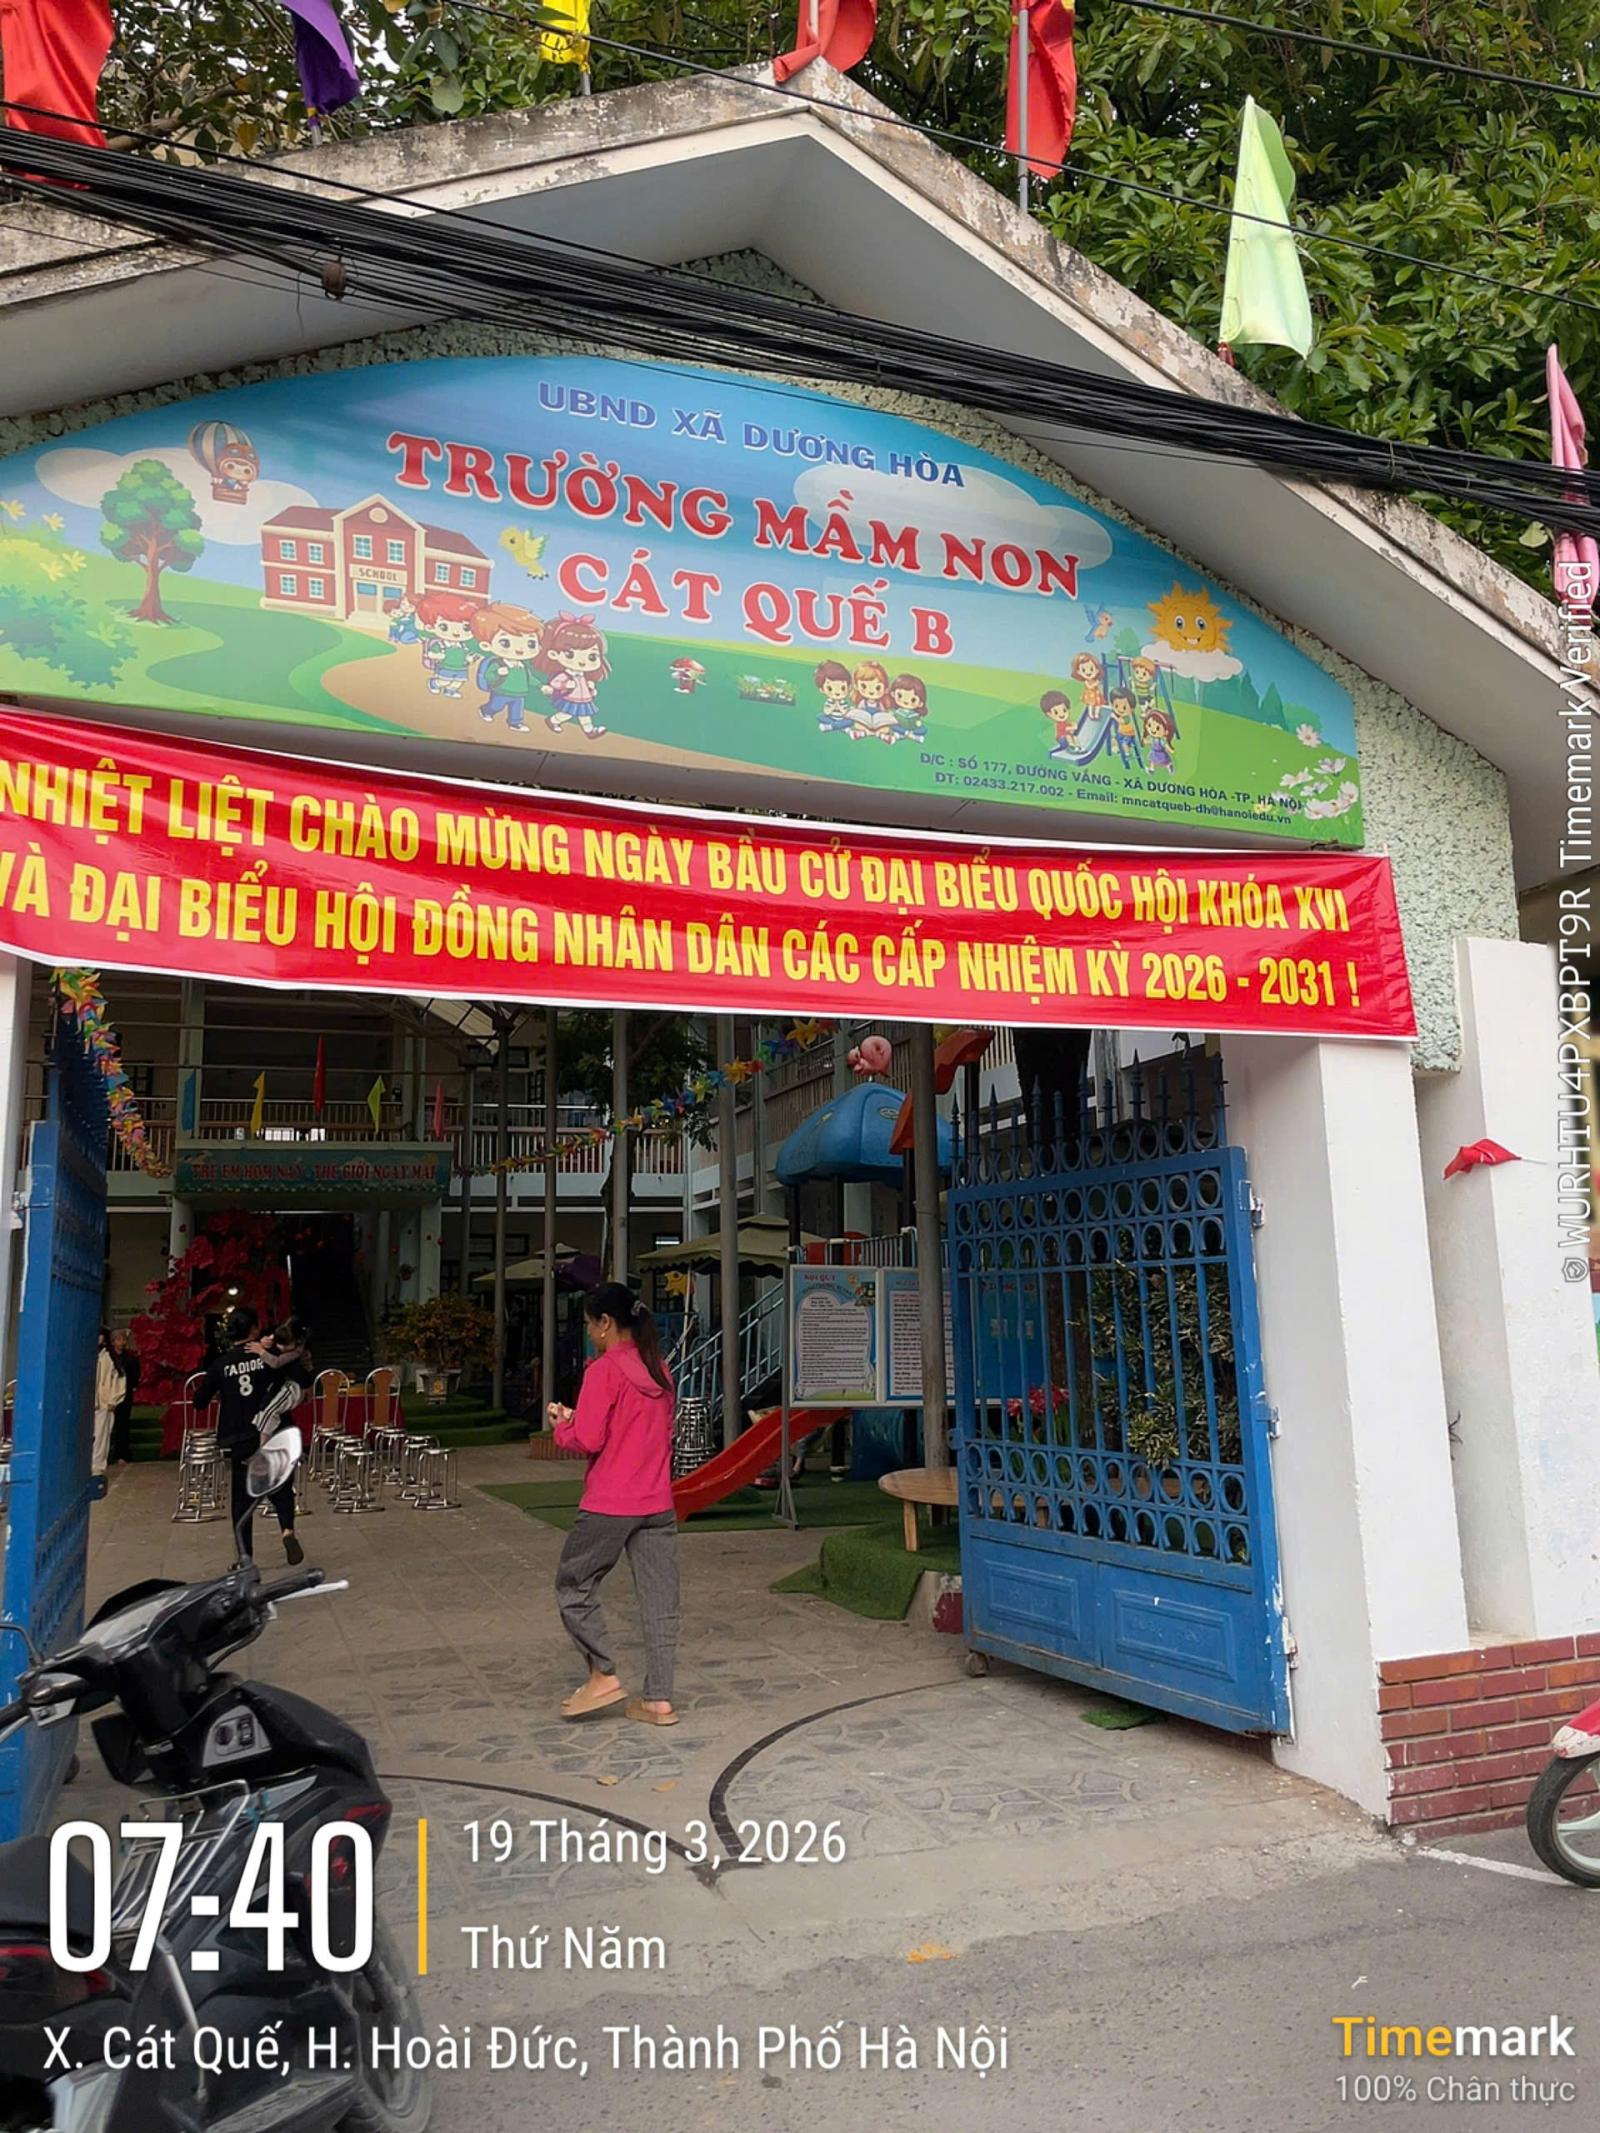 UBND XÃ DƯƠNG HÒA
TRƯỜNG MẦM NON
CÁT QUẾ B
SCHOOL
Đ/C : SỐ 177, ĐƯỜNG VÀNG - XÃ DƯƠNG HÒA -TP. HÀ NỘI
ĐT: 02433.217.002 - Email: mncatqueb-dh@hanoiedu.vn
NHIỆT LIỆT CHÀO MỪNG NGÀY BẦU CỬ ĐẠI BIỂU QUỐC HỘI KHÓA XVI
VÀ ĐẠI BIỂU HỘI ĐỒNG NHÂN DÂN CÁC CẤP NHIỆM KỲ 2026 - 2031 !
TRẺ EM HÔM NAY - THẾ GIỚI NGÀY MAI
NỘI QUY
8
07:40
19 Tháng 3, 2026
Thứ Năm
X. Cát Quế, H. Hoài Đức, Thành Phố Hà Nội
Timemark
100% Chân thực
WURHTU4PXBPT9R Timemark Verified